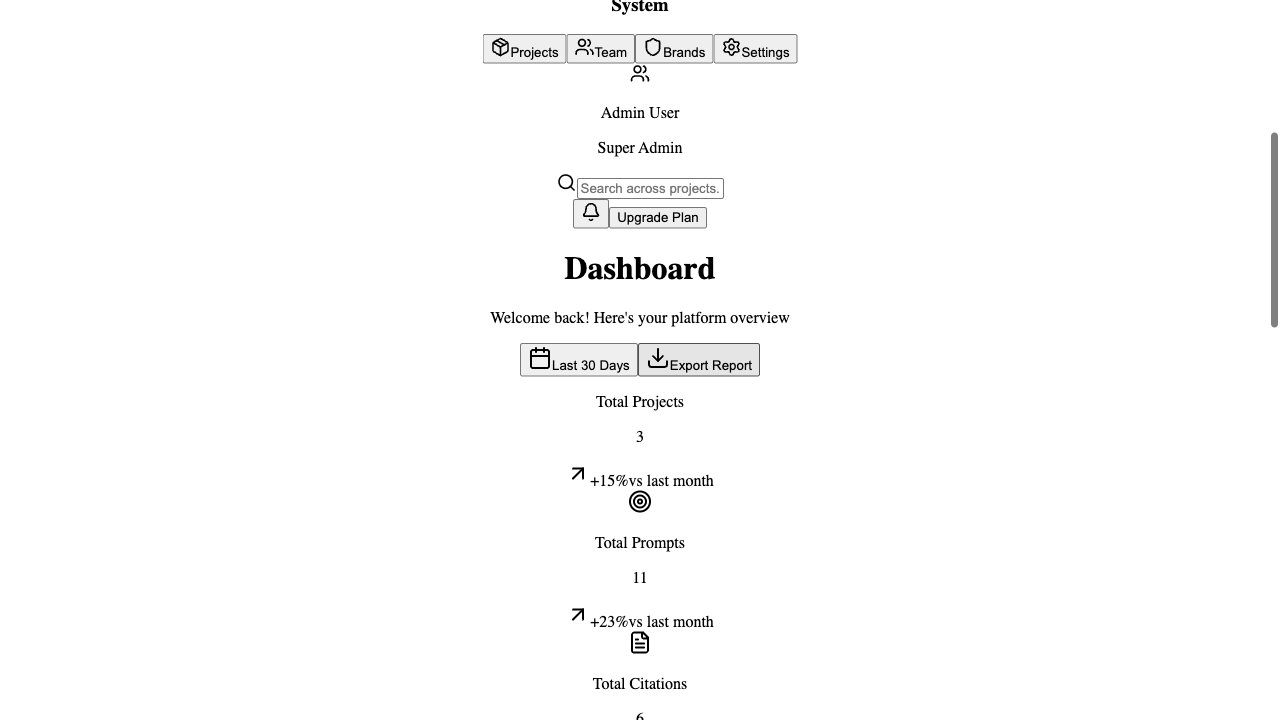 System
Projects Team Brands Settings
Admin User
Super Admin
Search across projects.
Upgrade Plan
Dashboard
Welcome back! Here's your platform overview
Last 30 Days Export Report
Total Projects
3
+15%vs last month
Total Prompts
11
+23%vs last month
Total Citations
6